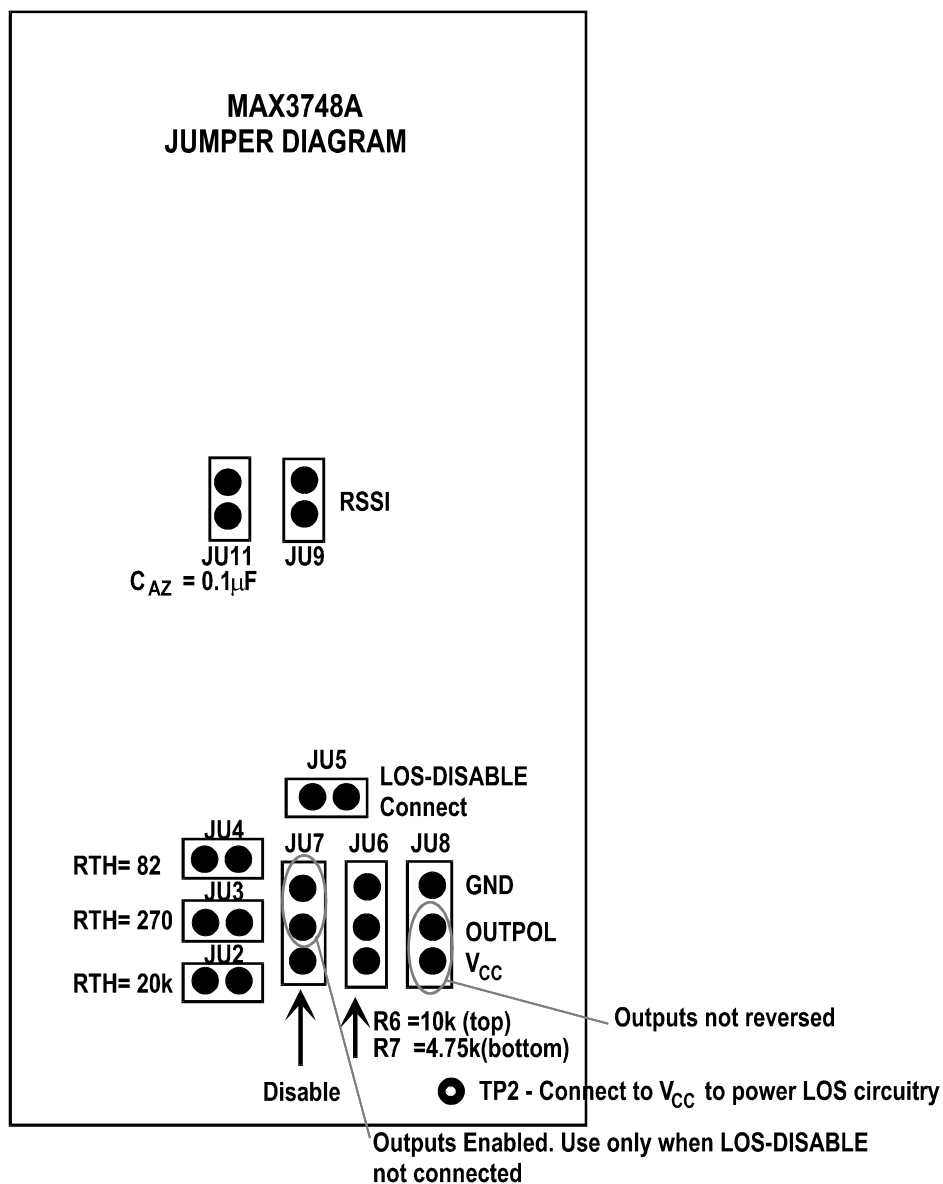 MAX3748A
JUMPER DIAGRAM
RSSI
JU11
JU9
C AZ = 0.1μF
JU5
LOS-DISABLE
Connect
JU4
JU7
JU6
JU8
RTH= 82
GND
JU3
RTH= 270
OUTPOL
JU2
VCC
RTH= 20k
R6 =10k (top)
R7 =4.75k(bottom)
Outputs not reversed
Disable
TP2 - Connect to VCC to power LOS circuitry
Outputs Enabled. Use only when LOS-DISABLE
not connected